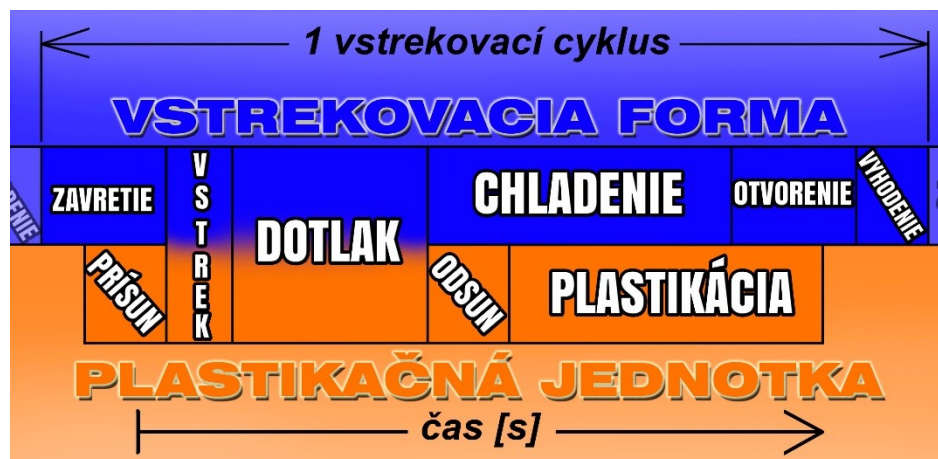 1 vstrekovací cyklus
VSTREKOVACIA FORMA
ZAVRETIE
VSTREK
DOTLAK
CHLADENIE
OTVORENIE
VYHODENIE
PRÍSUN
ODSUN
PLASTIKÁCIA
PLASTIKAČNÁ JEDNOTKA
čas [s]